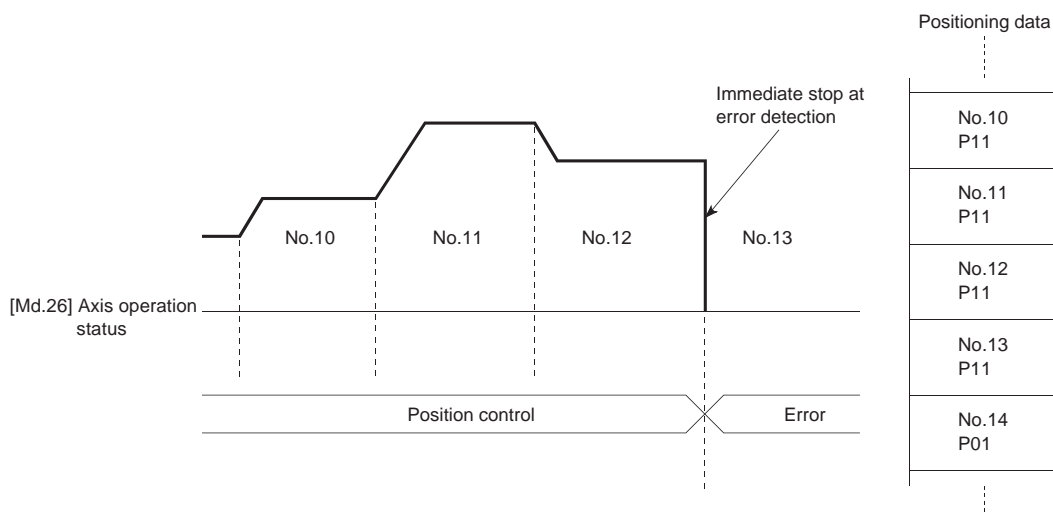 Positioning data
Immediate stop at
error detection
No.10
No.11
No.12
No.13
[Md.26] Axis operation
status
Position control
Error
No.10
P11
No.11
P11
No.12
P11
No.13
P11
No.14
P01